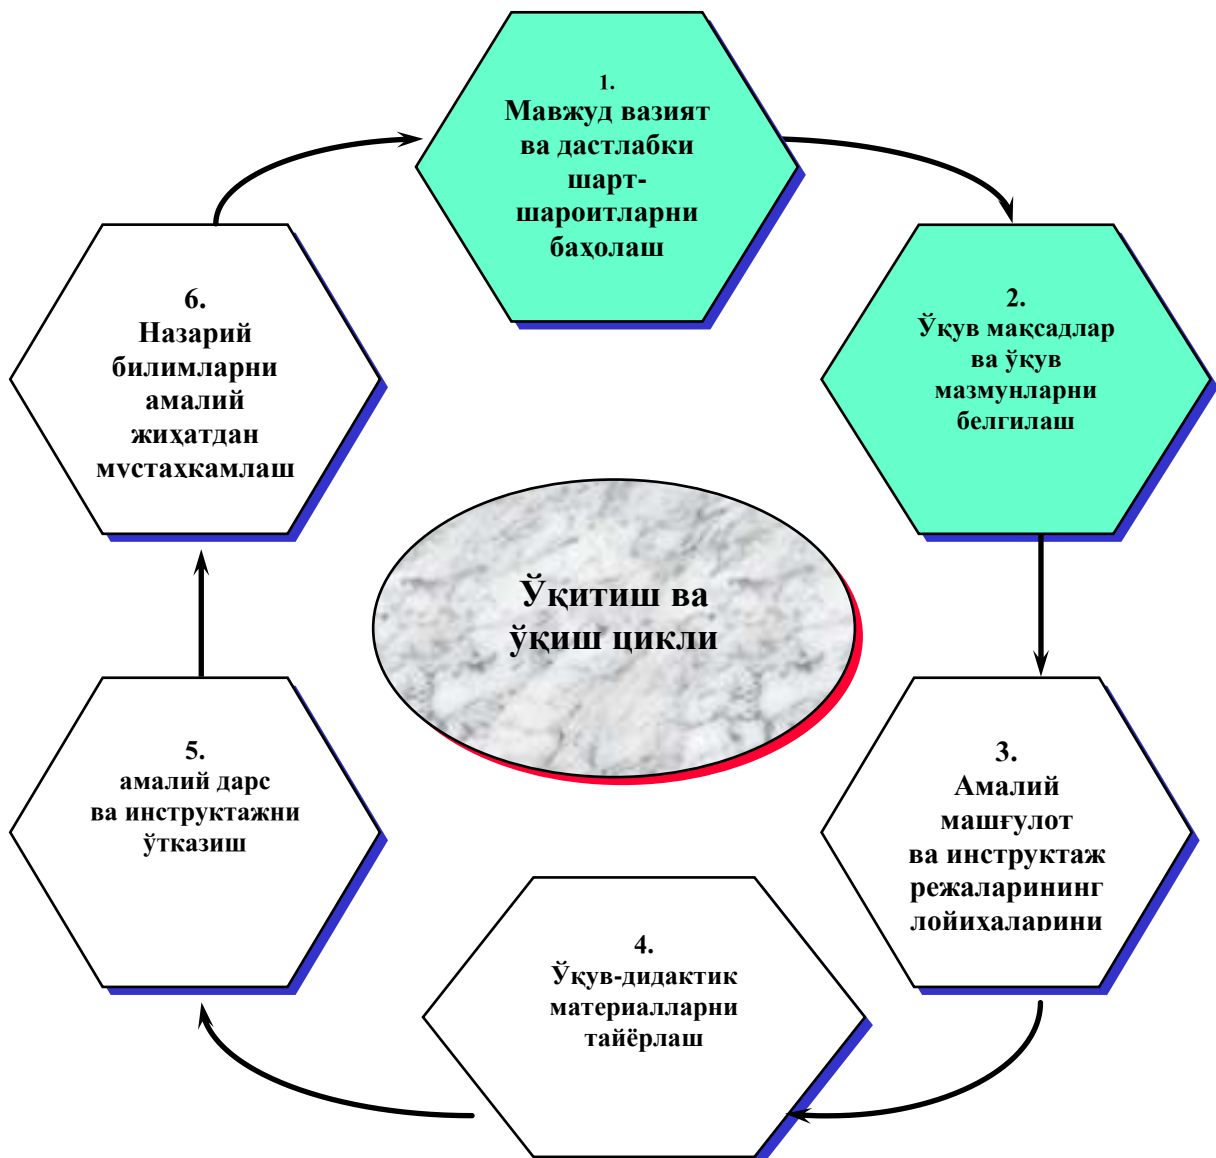 1.
Мавжуд вазият
ва дастлабки
шарт-
шароитларни
баҳолаш
2.
Ўқув мақсадлар
ва ўқув
мазмунларни
белгилаш
3.
Амалий
машғулот
ва инструктаж
режаларининг
лойиҳаларини
4.
Ўқув-дидактик
материалларни
тайёрлаш
5.
амалий дарс
ва инструктажни
ўтказиш
6.
Назарий
билимларни
амалий
жиҳатдан
мустаҳкамлаш
Ўқитиш ва
ўқиш цикли